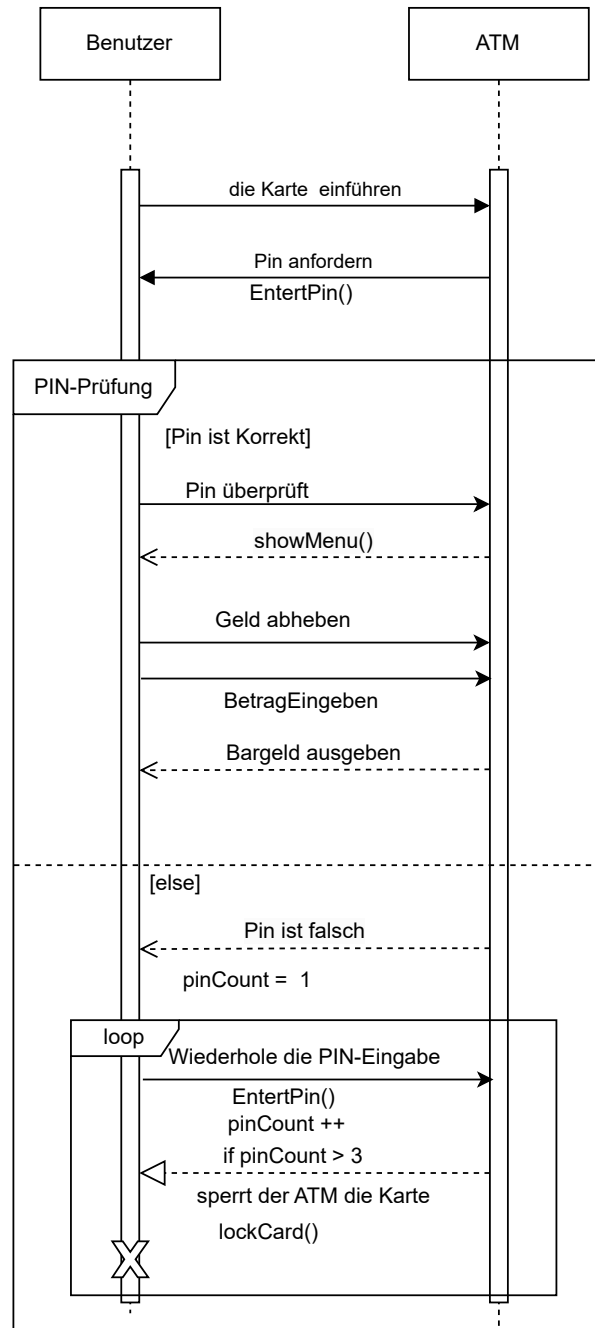 Benutzer
ATM
die Karte einführen
Pin anfordern
EntertPin()
PIN-Prüfung
[Pin ist Korrekt]
Pin überprüft
showMenu()
Geld abheben
BetragEingeben
Bargeld ausgeben
[else]
Pin ist falsch
pinCount = 1
loop
Wiederhole die PIN-Eingabe
EntertPin()
pinCount ++
if pinCount > 3
sperrt der ATM die Karte
lockCard()